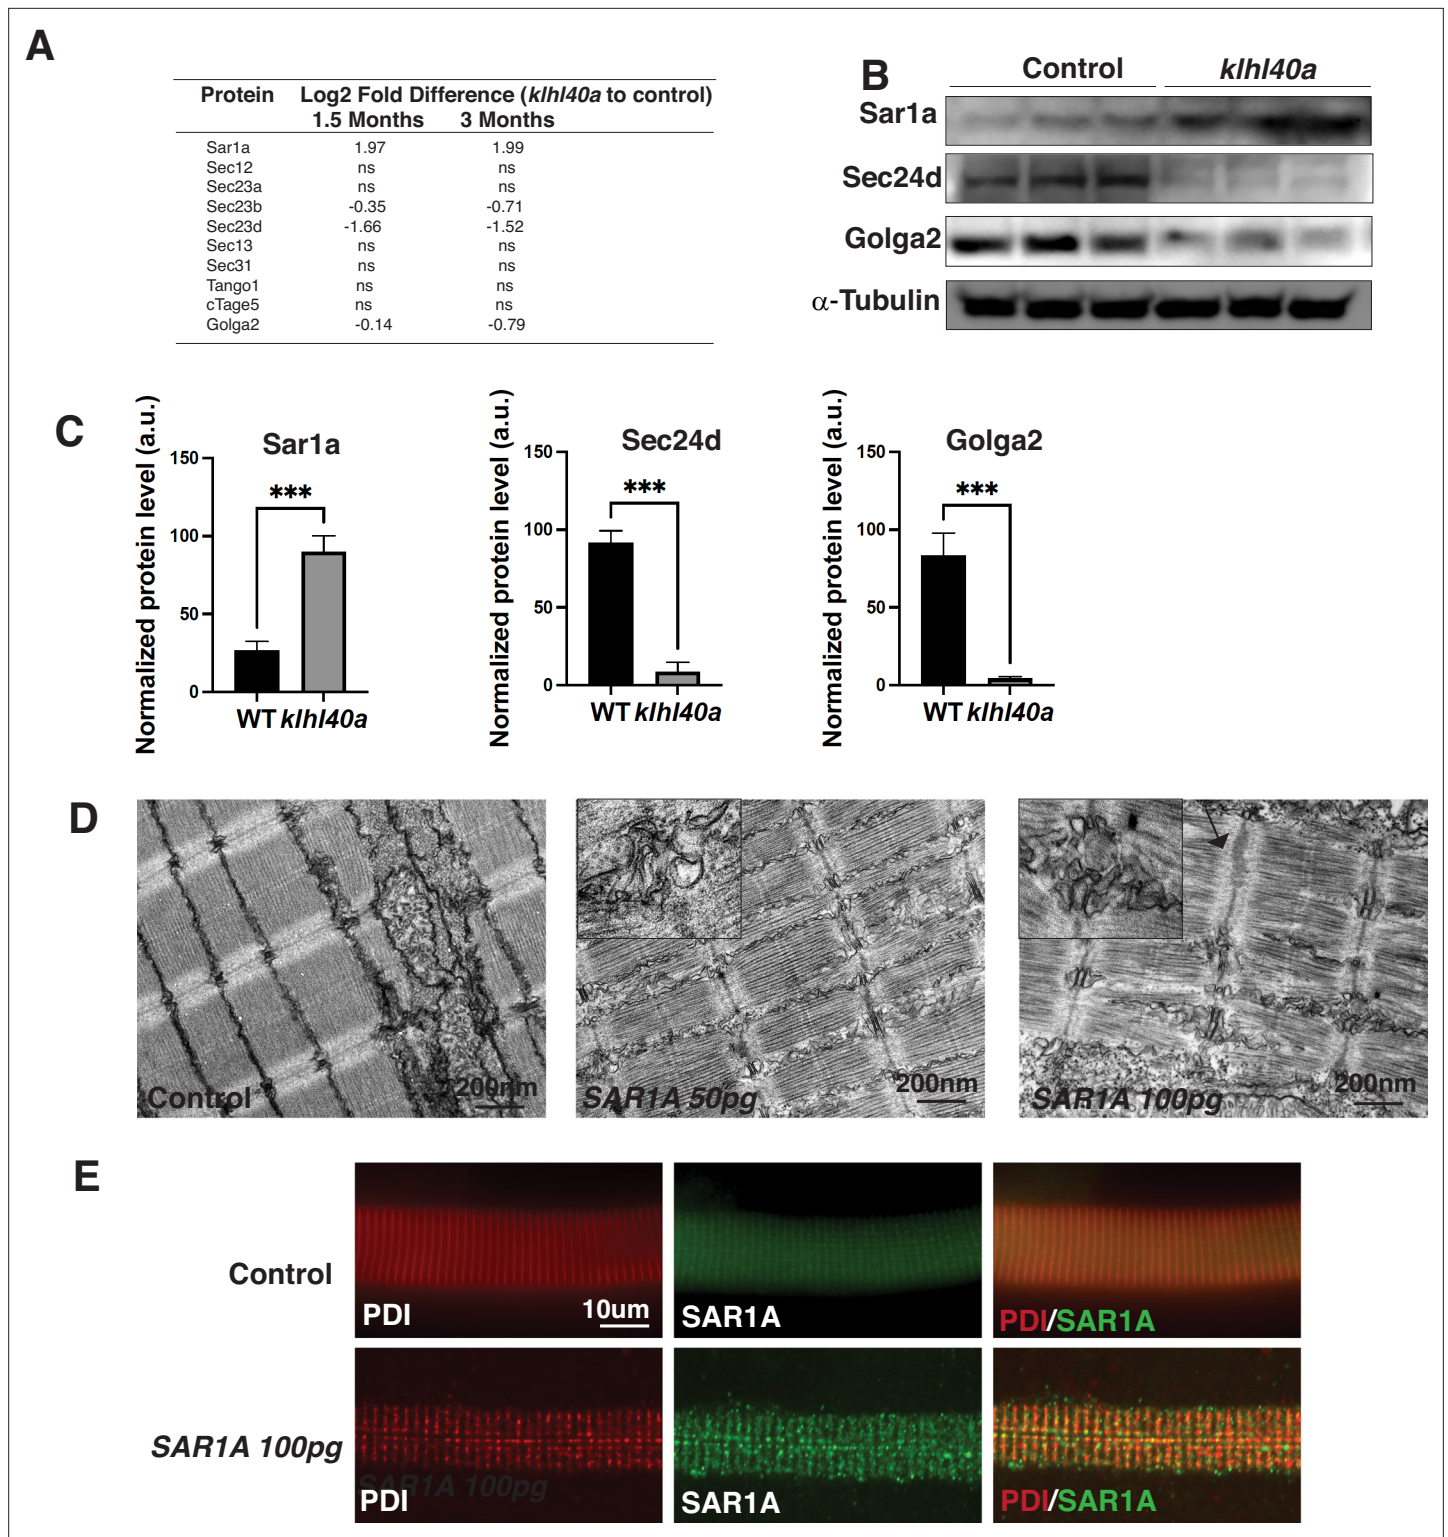 A
Protein Log2 Fold Difference (klhl40a to control)
1.5 Months 3 Months
Sar1a 1.97 1.99
Sec12 ns ns
Sec23a ns ns
Sec23b -0.35 -0.71
Sec23d -1.66 -1.52
Sec13 ns ns
Sec31 ns ns
Tango1 ns ns
cTage5 ns ns
Golga2 -0.14 -0.79
B
Control klhl40a
Sar1a
Sec24d
Golga2
α-Tubulin
C
Normalized protein level (a.u.)
Sar1a
150
100
50
0
***
WT klhl40a
Normalized protein level (a.u.)
Sec24d
150
100
50
0
***
WT klhl40a
Normalized protein level (a.u.)
Golga2
150
100
50
0
***
WT klhl40a
D
Control 200nm
SAR1A 50pg 200nm
SAR1A 100pg 200nm
E
Control
PDI 10um
SAR1A
PDI/SAR1A
SAR1A 100pg
SAR1A 100pg
PDI
SAR1A
PDI/SAR1A